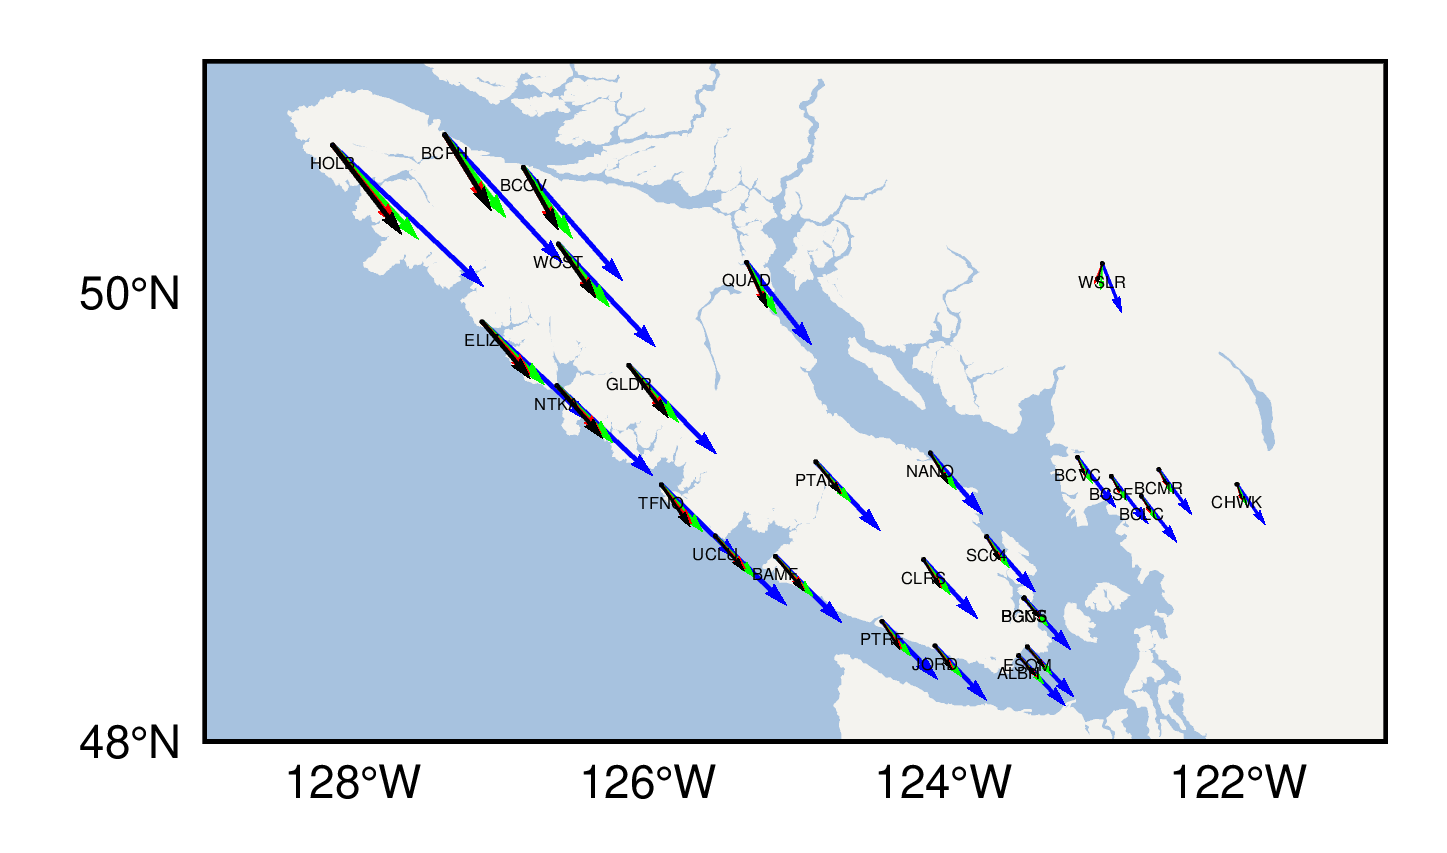 BCPH
HOLB
BCOV
WOST
QUAD
WSLR
50°N
ELIZ
GLDR
NTKA
NANO
BCVC
PTAL
BCSF
BCMR
TFNO
CHWK
BCLC
UCLU
SC04
BAMF
CLRS
PTRF
JORD
ESQM
ALBH
48°N
128°W
126°W
124°W
122°W